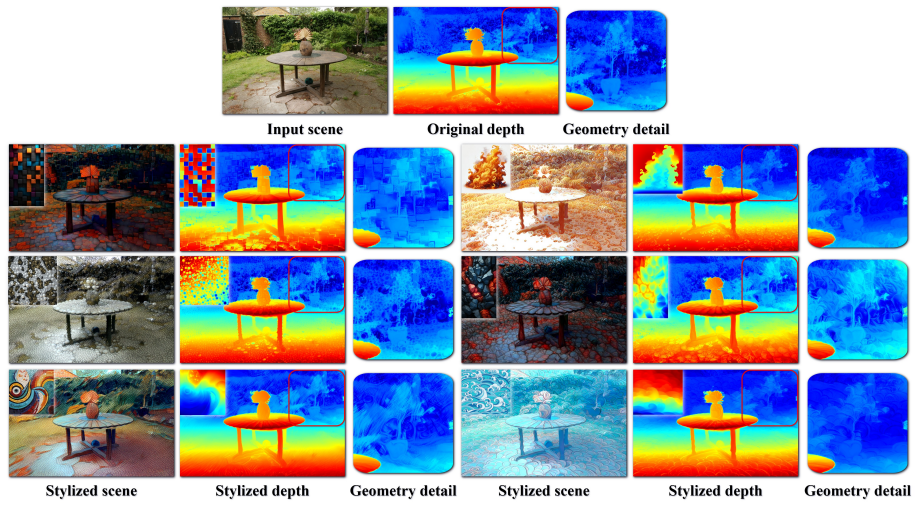 Input scene Original depth Geometry detail
Stylized scene Stylized depth Geometry detail Stylized scene Stylized depth Geometry detail